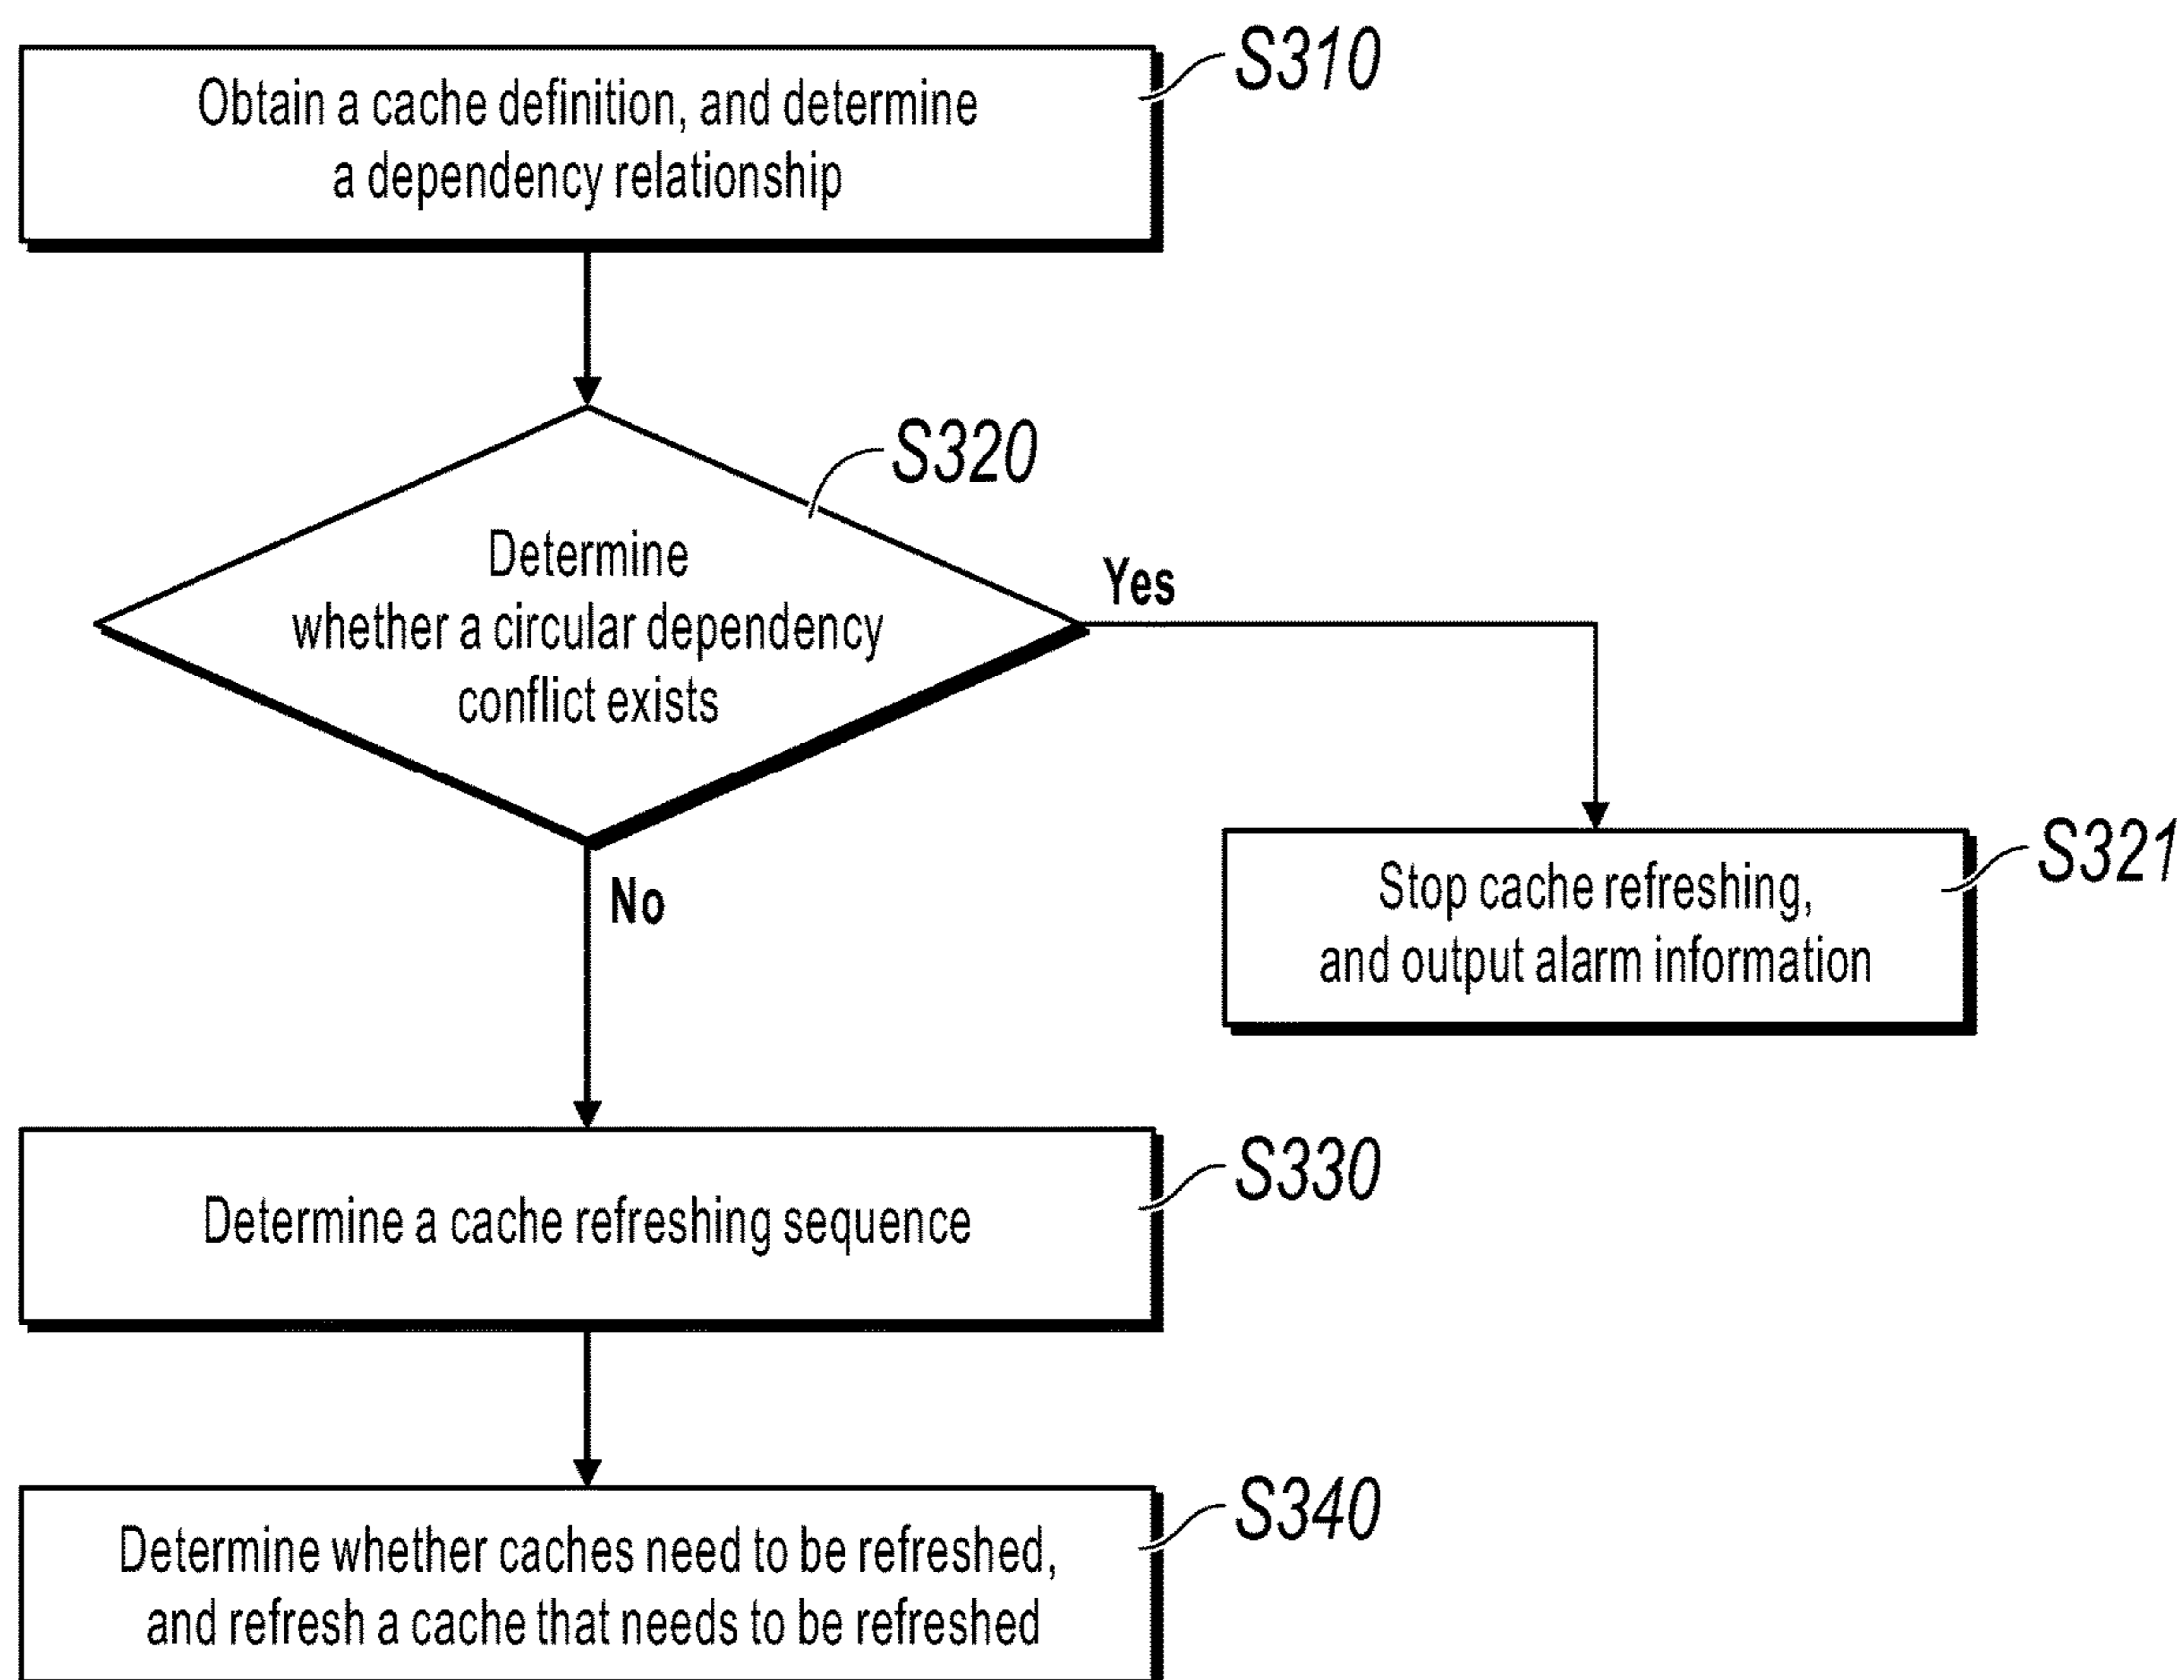 S310
Obtain a cache definition, and determine
a dependency relationship
S320
Determine
whether a circular dependency
conflict exists
Yes
No
S321
Stop cache refreshing,
and output alarm information
S330
Determine a cache refreshing sequence
S340
Determine whether caches need to be refreshed,
and refresh a cache that needs to be refreshed